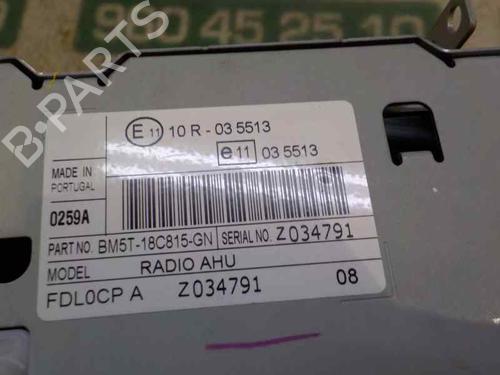 960 45 25 10
E 11 10 R - 03 5513
e 11 03 5513
MADE IN
PORTUGAL
0259A
PART NO. BM5T-18C815-GN SERIAL NO. Z034791
MODEL RADIO AHU
FDL0CP A Z034791 08
B-PARTS